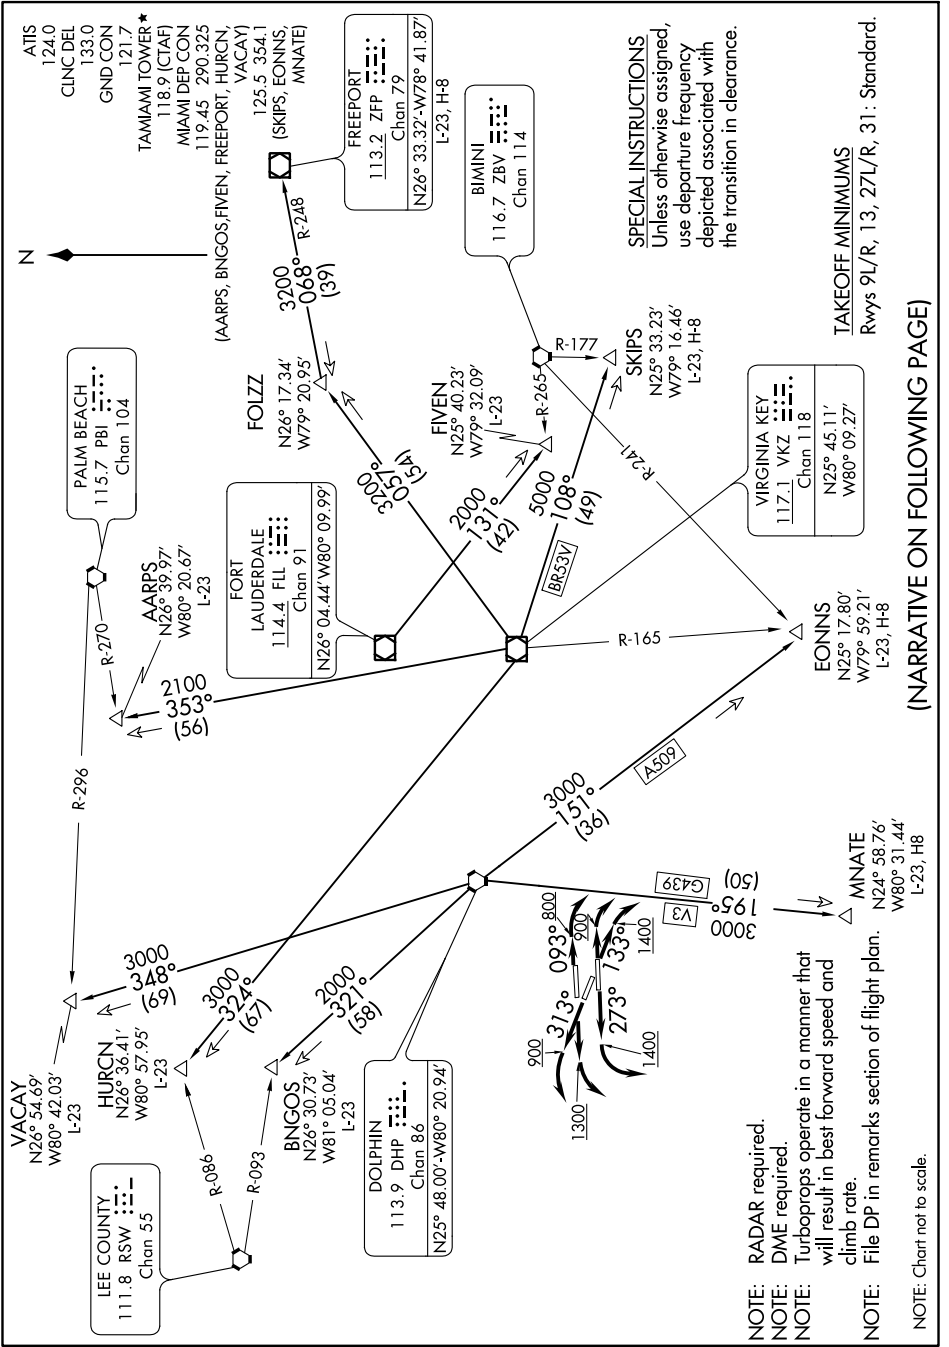 ATIS
124.0
CLNC DEL
133.0
GND CON
121.7
TAMIAMI TOWER★
118.9 (CTAF)
MIAMI DEP CON
119.45 290.325
(AARPS, BNGOS,FIVEN, FREEPORT, HURCN,
VACAY)
125.5 354.1
(SKIPS, EONNS,
MNATE)
N
VACAY
N26° 54.69'
W80° 42.03'
L-23
PALM BEACH
115.7 PBI
Chan 104
R-296
R-270
AARPS
N26° 39.97'
W80° 20.67'
L-23
FREEPORT
113.2 ZFP
Chan 79
N26° 33.32'-W78° 41.87'
L-23, H-8
R-248
3200
068°
(39)
FOLZZ
N26° 17.34'
W79° 20.95'
LEE COUNTY
111.8 RSW
Chan 55
R-086
R-093
HURCN
N26° 36.41'
W80° 57.95'
L-23
BNGOS
N26° 30.73'
W81° 05.04'
L-23
3000
348°
(69)
3000
324°
(67)
2000
321°
(58)
2100
353°
(56)
FORT
LAUDERDALE
114.4 FLL
Chan 91
N26° 04.44'W80° 09.99'
3200
057°
(54)
2000
131°
(42)
FIVEN
N25° 40.23'
W79° 32.09'
L-23
BIMINI
116.7 ZBV
Chan 114
R-265
R-177
R-241
5000
108°
(49)
BR53V
SKIPS
N25° 33.23'
W79° 16.46'
L-23, H-8
DOLPHIN
113.9 DHP
Chan 86
N25° 48.00'-W80° 20.94'
VIRGINIA KEY
117.1 VKZ
Chan 118
N25° 45.11'
W80° 09.27'
R-165
3000
151°
(36)
A509
EONNS
N25° 17.80'
W79° 59.21'
L-23, H-8
G439
V3
(50)
195°
3000
MNATE
N24° 58.76'
W80° 31.44'
L-23, H8
900
313°
1300
093°
800
900
133°
1400
273°
1400
SPECIAL INSTRUCTIONS
Unless otherwise assigned,
use departure frequency
depicted associated with
the transition in clearance.
TAKEOFF MINIMUMS
Rwys 9L/R, 13, 27L/R, 31: Standard.
NOTE: RADAR required.
NOTE: DME required.
NOTE: Turboprops operate in a manner that
will result in best forward speed and
climb rate.
NOTE: File DP in remarks section of flight plan.
NOTE: Chart not to scale.
(NARRATIVE ON FOLLOWING PAGE)